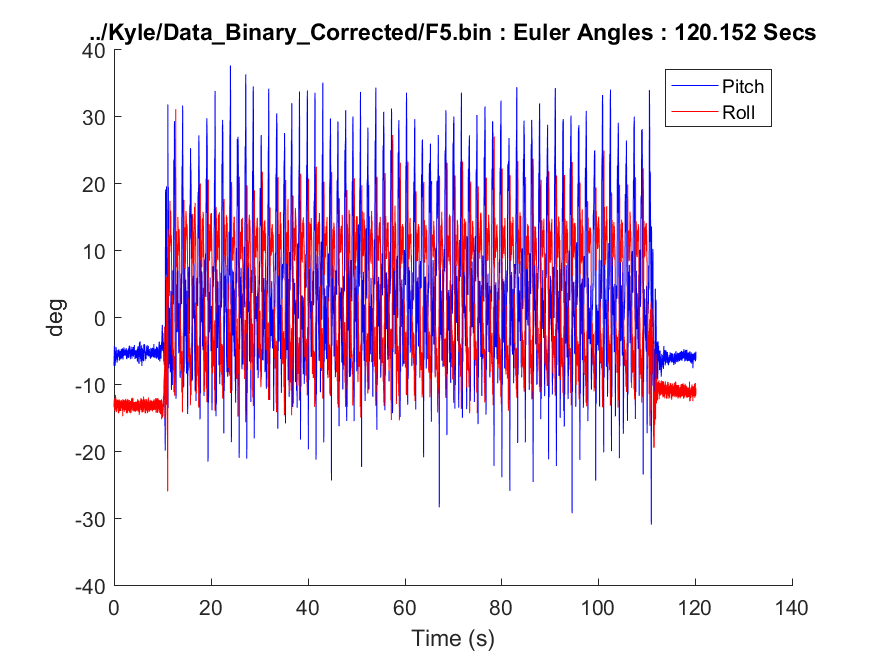 ../Kyle/Data_Binary_Corrected/F5.bin : Euler Angles : 120.152 Secs
40
30
20
10
0
-10
-20
-30
-40
deg
Pitch
Roll
0 20 40 60 80 100 120 140
Time (s)